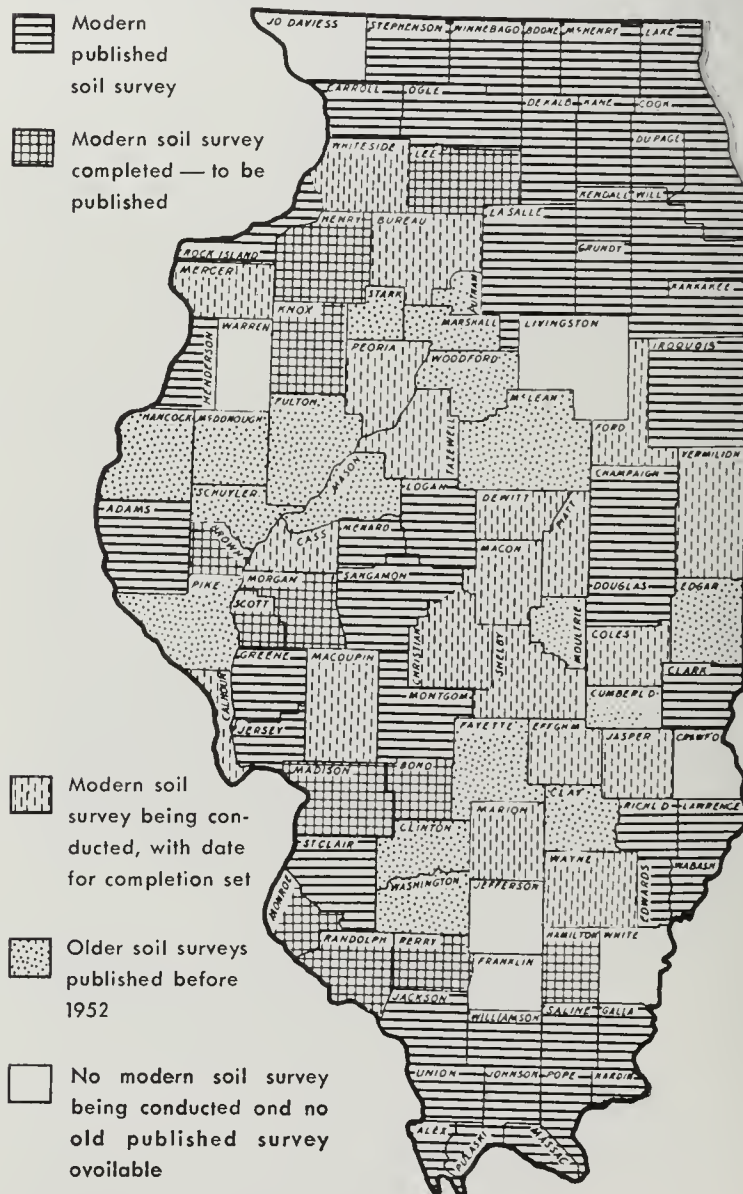 Modern
published
soil survey
Modern soil survey
completed — to be
published
Modern soil
survey being con-
ducted, with date
for completion set
Older soil surveys
published before
1952
No modern soil survey
being conducted ond no
old published survey
ovoilable
JO DAVIESS
STEPHENSON
WINNEBAGO
BOONE
McHENRY
LAKE
CARROLL
OGLE
DEKALB
KANE
COOK
DUPAGE
WHITESIDE
LEE
KENDALL
WILL
HENRY
BUREAU
LASALLE
GRUNDY
ROCK ISLAND
MERCER
PUTNAM
KANKAKEE
STARK
KNOX
MARSHALL
LIVINGSTON
WARREN
HENDERSON
PEORIA
WOODFORD
IROQUOIS
FULTON
TAZEWELL
McLEAN
HANCOCK
McDONOUGH
FORD
VERMILION
MASON
CHAMPAIGN
SCHUYLER
LOGAN
DEWITT
PIATT
ADAMS
BROWN
CASS
MENARD
MACON
MORGAN
SANGAMON
PIKE
SCOTT
DOUGLAS
EDGAR
MOULTRIE
CHRISTIAN
SHELBY
COLES
GREENE
MACOUPIN
CLARK
CALHOUN
MONTGOM
CUMBERLD
JERSEY
FAYETTE
EFFGHM
JASPER
CRAWFD
MADISON
BOND
CLAY
RICHLD
LAWRENCE
MARION
CLINTON
ST CLAIR
WAYNE
EDWARDS
WABASH
MONROE
WASHINGTON
JEFFERSON
RANDOLPH
PERRY
HAMILTON
WHITE
FRANKLIN
JACKSON
WILLIAMSON
SALINE
GALLA
UNION
JOHNSON
POPE
HARDIN
ALEX
PULASKI
MASSAC